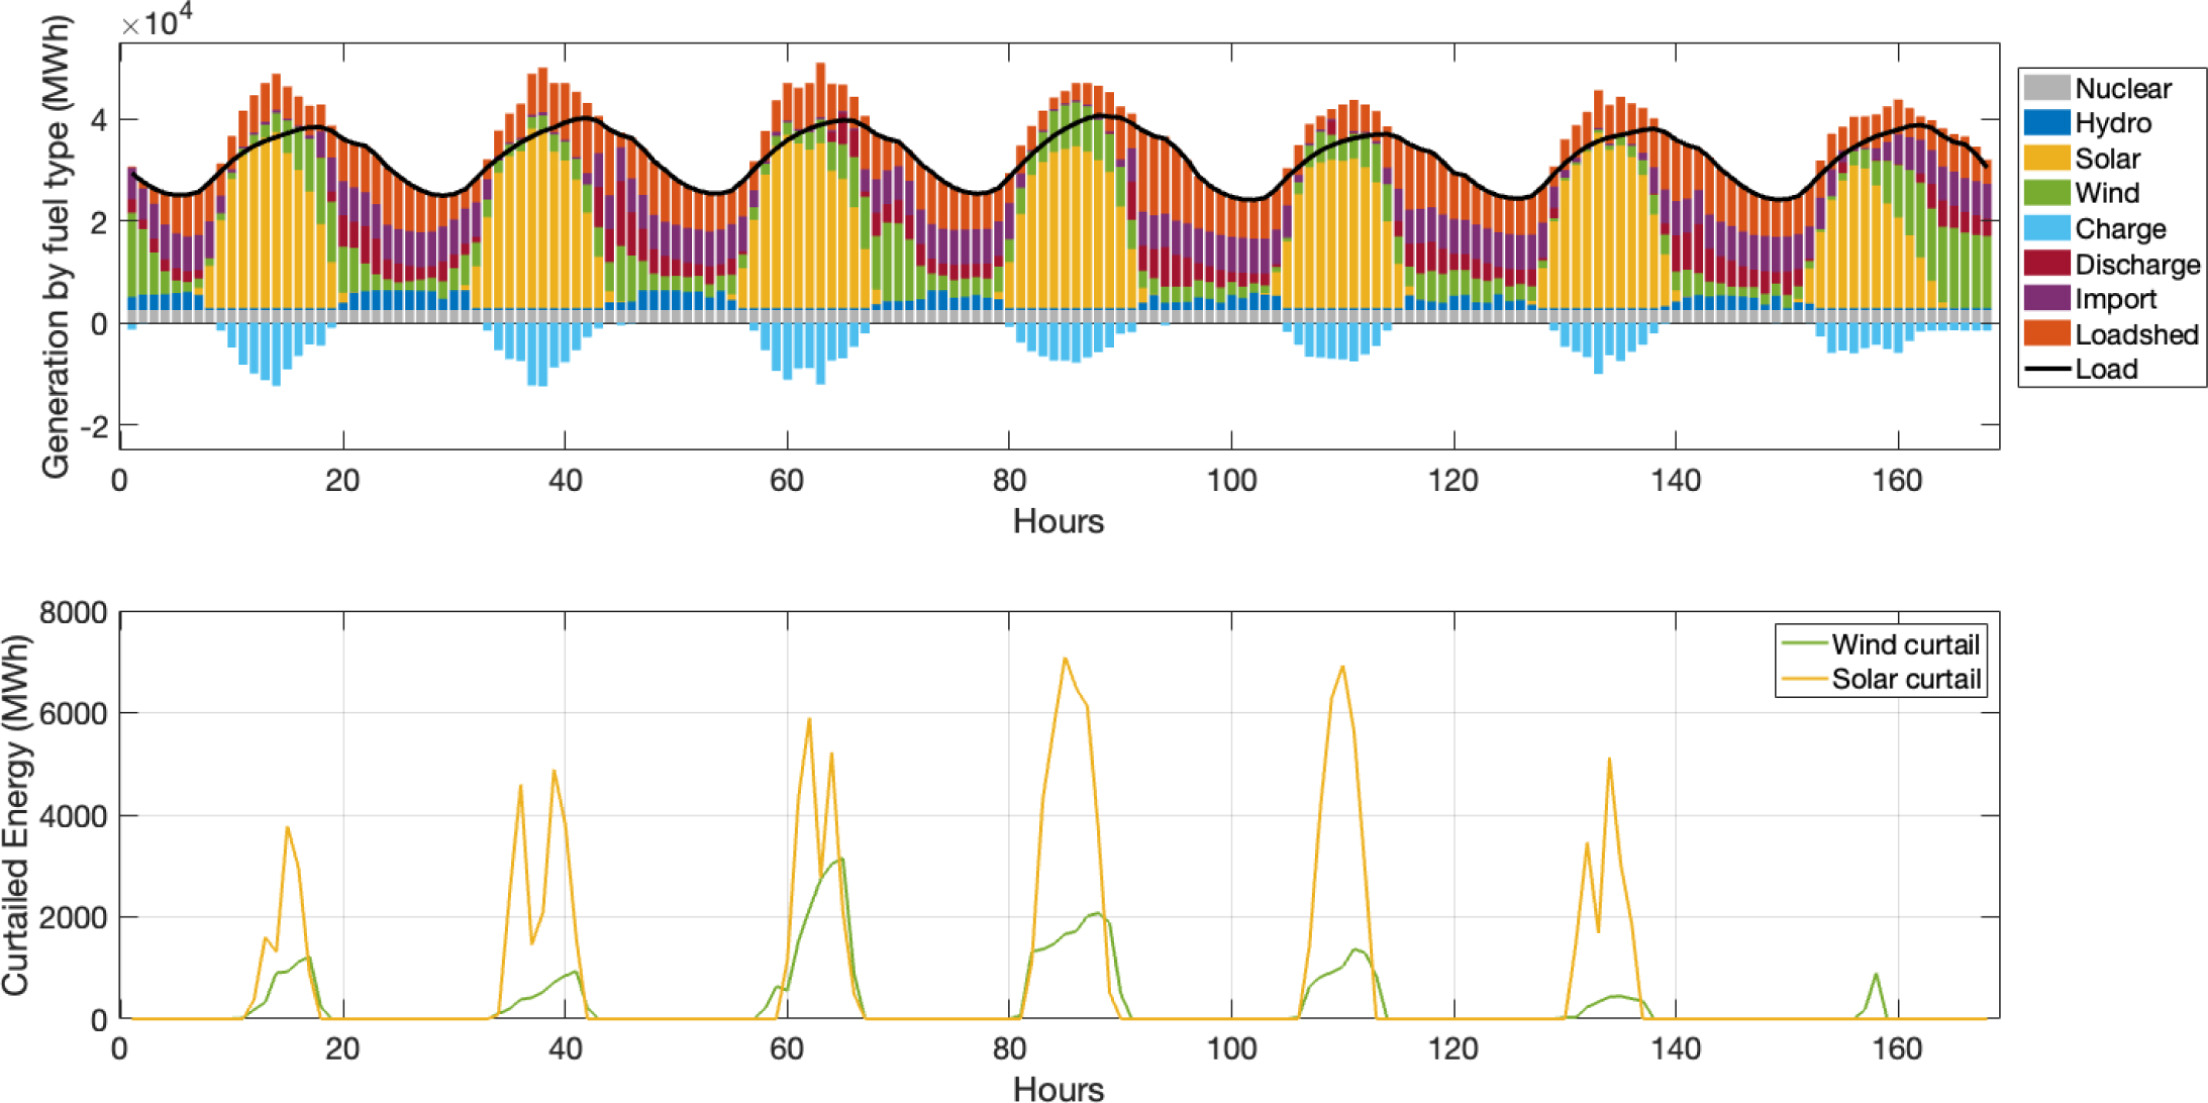 ×10⁴
Generation by fuel type (MWh)
4
2
0
-2
0 20 40 60 80 100 120 140 160
Hours
Nuclear
Hydro
Solar
Wind
Charge
Discharge
Import
Loadshed
Load
Curtailed Energy (MWh)
8000
6000
4000
2000
0
0 20 40 60 80 100 120 140 160
Hours
Wind curtail
Solar curtail